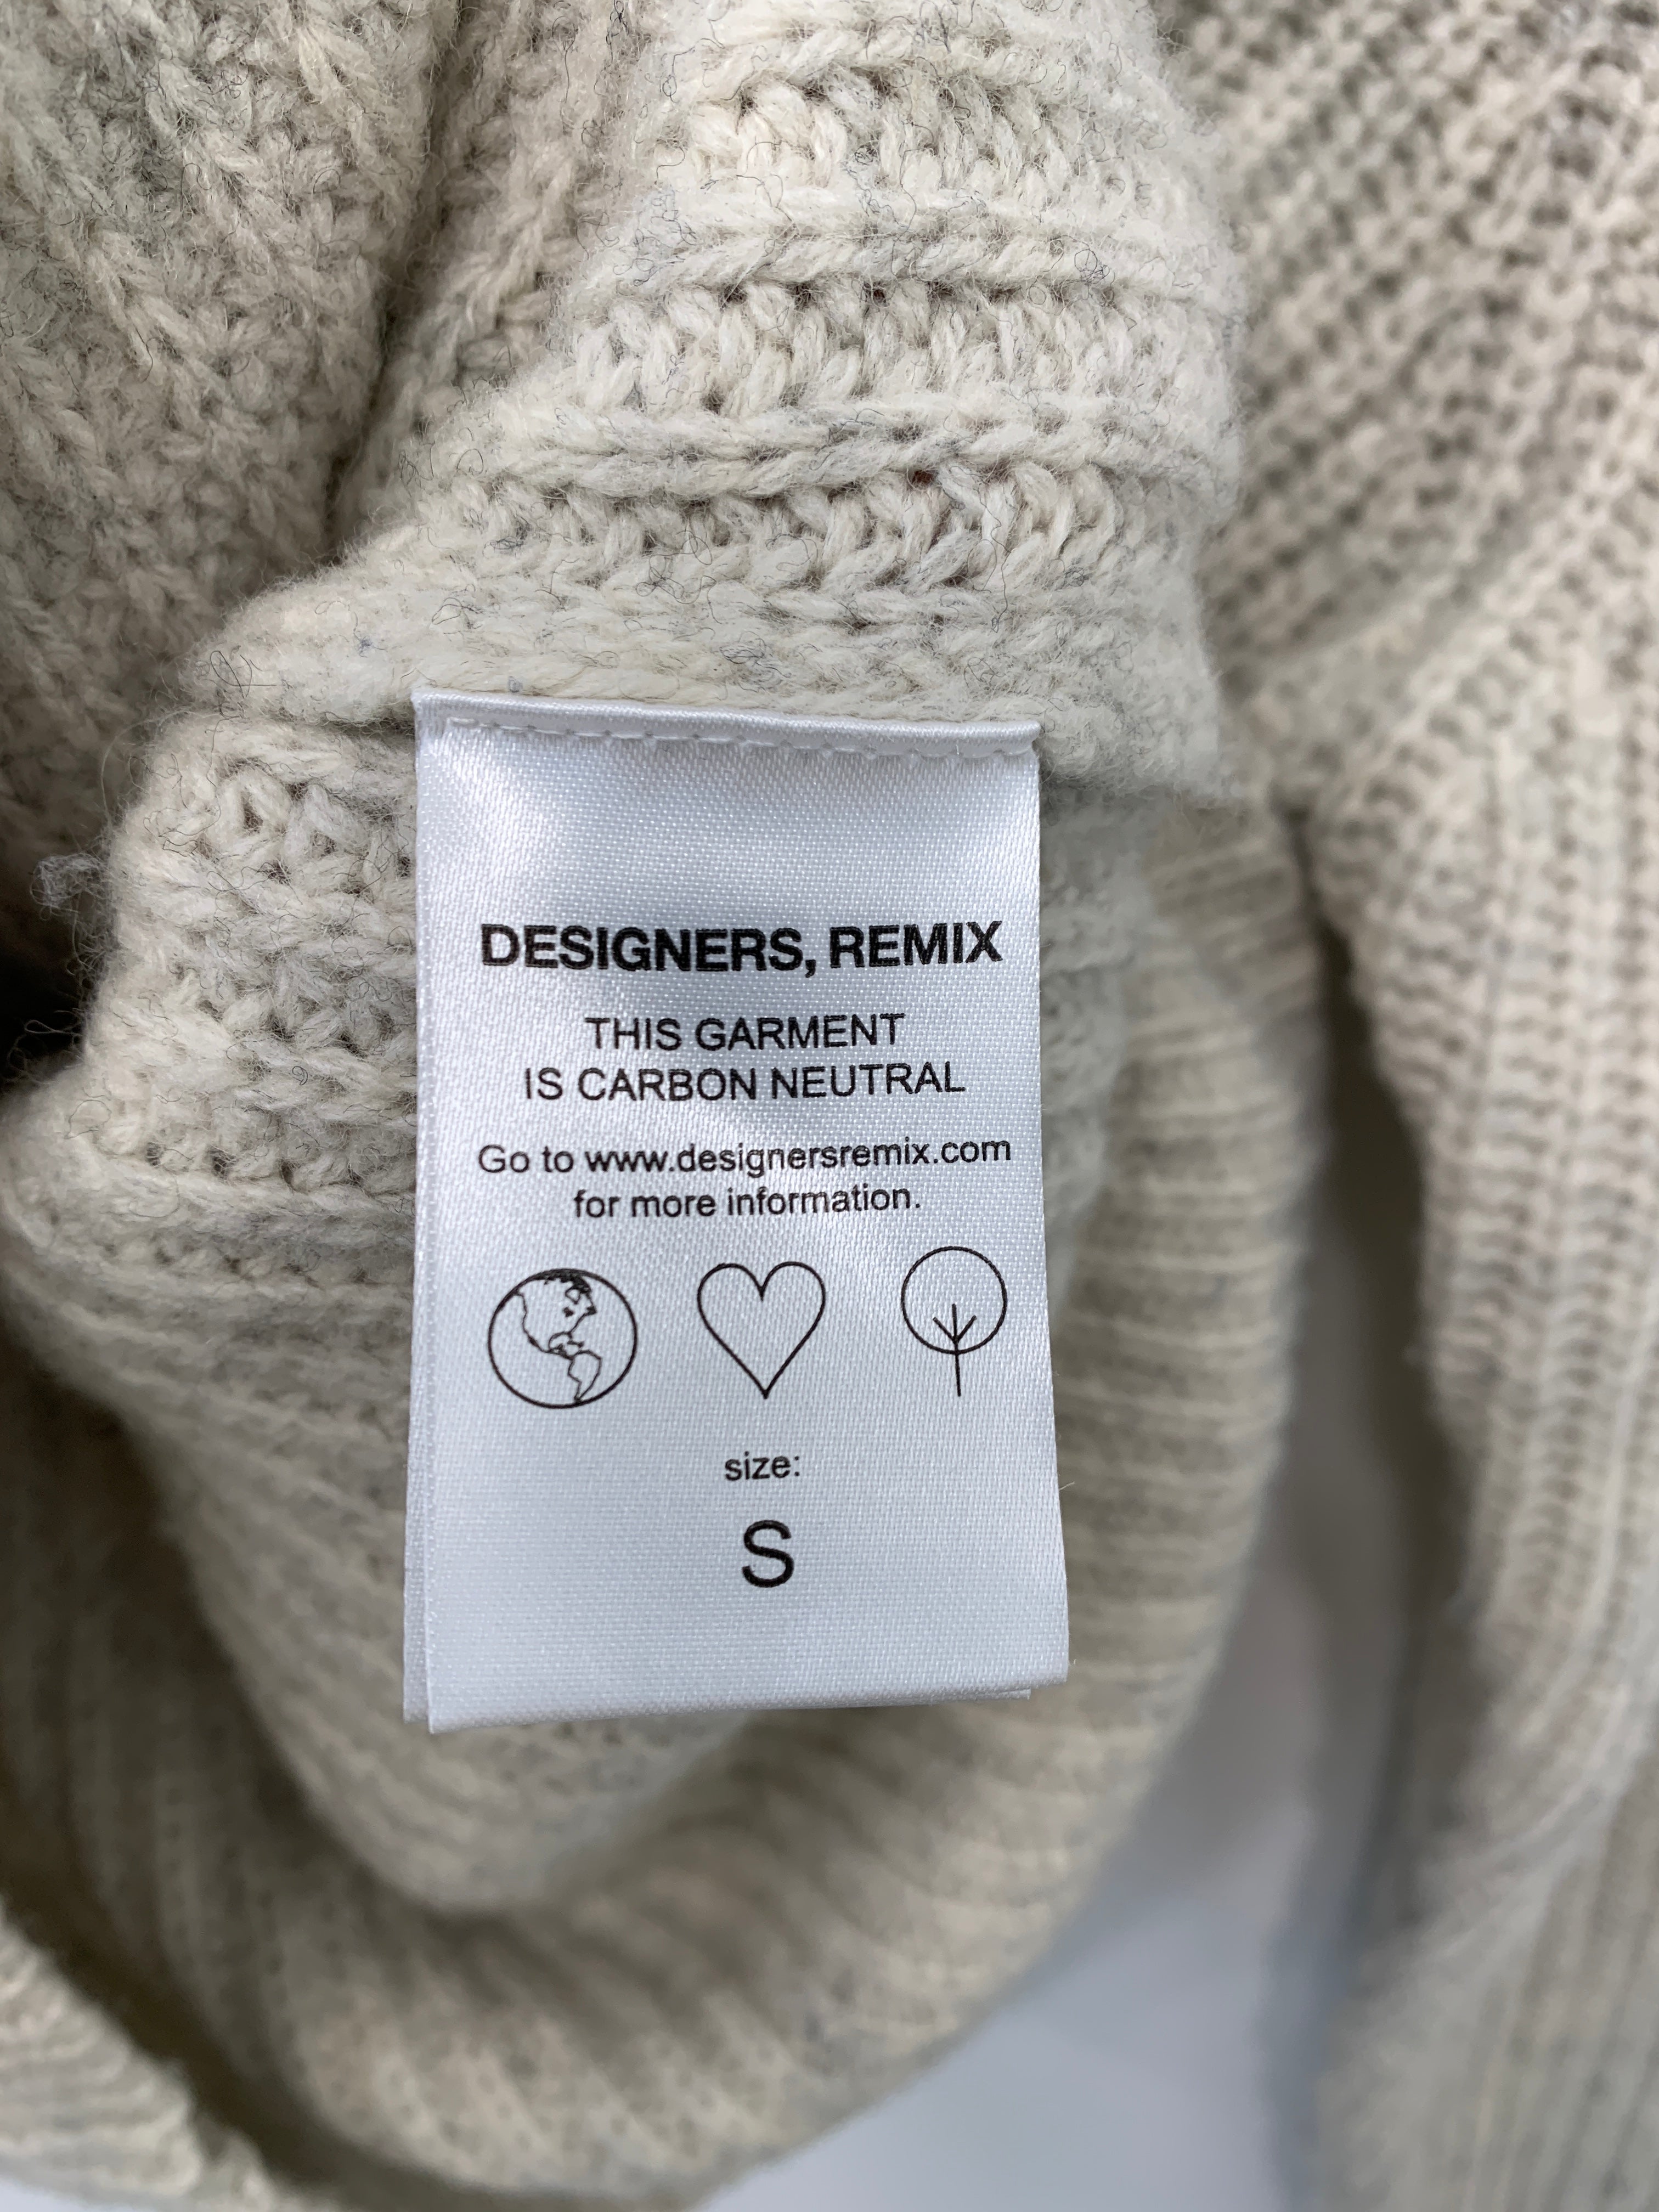 DESIGNERS, REMIX
THIS GARMENT
IS CARBON NEUTRAL
Go to www.designersremix.com
for more information.
size:
S